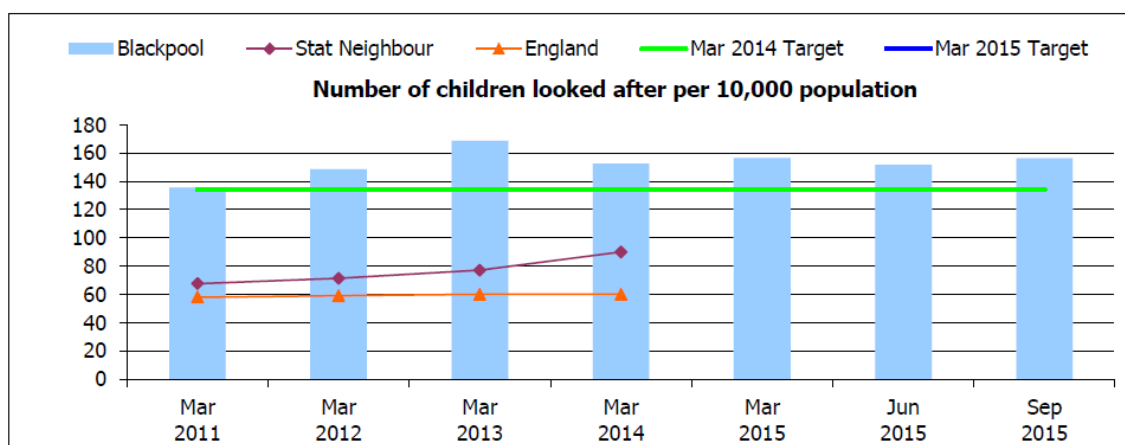 Blackpool Stat Neighbour England Mar 2014 Target Mar 2015 Target
Number of children looked after per 10,000 population
180
160
140
120
100
80
60
40
20
0
Mar 2011
Mar 2012
Mar 2013
Mar 2014
Mar 2015
Jun 2015
Sep 2015